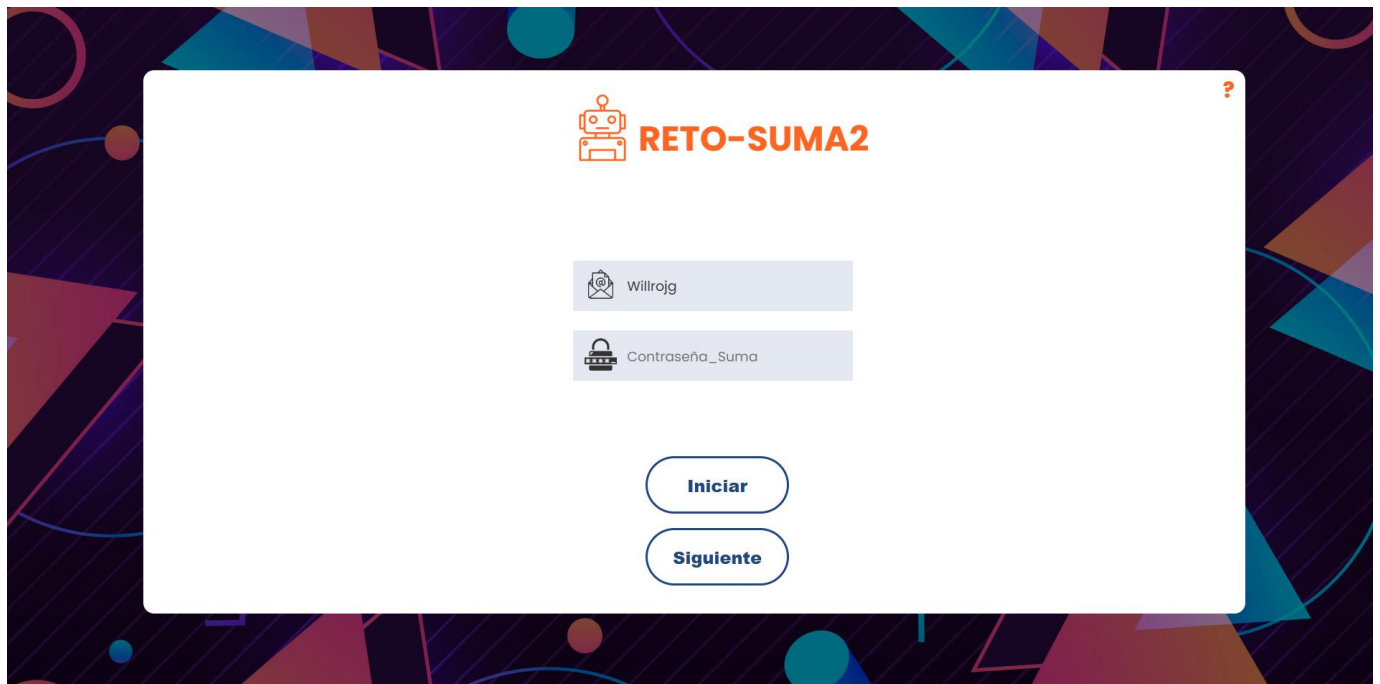 ?
RETO-SUMA2
Willrojg
Contraseña_Suma
Iniciar
Siguiente